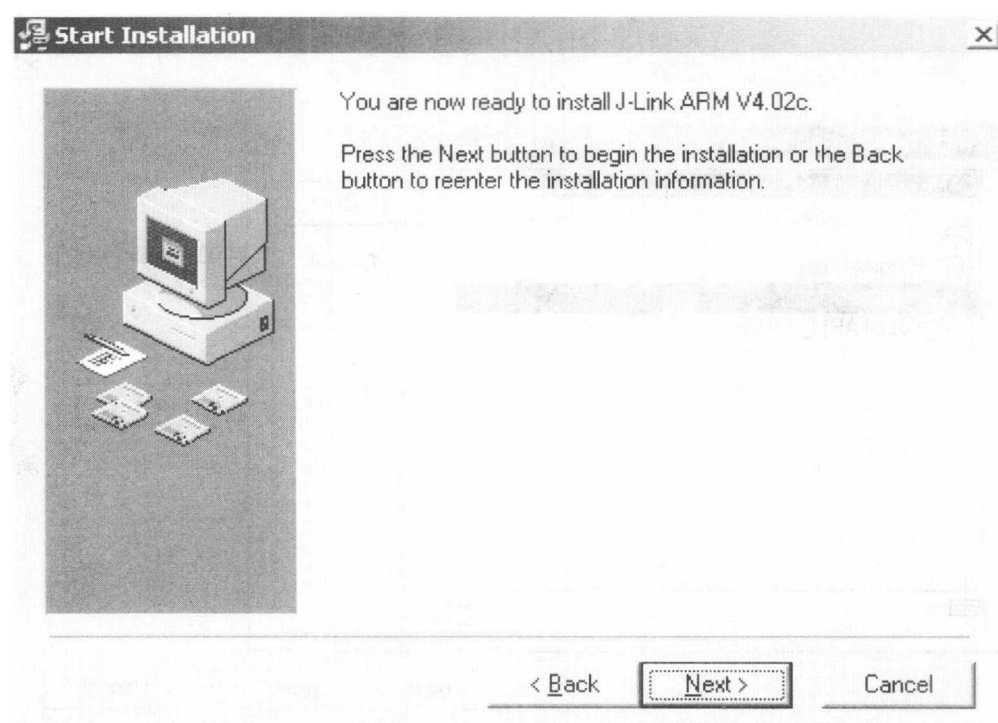 Start Installation
You are now ready to install J-Link ARM V4.02c.
Press the Next button to begin the installation or the Back
button to reenter the installation information.
< Back
Next >
Cancel